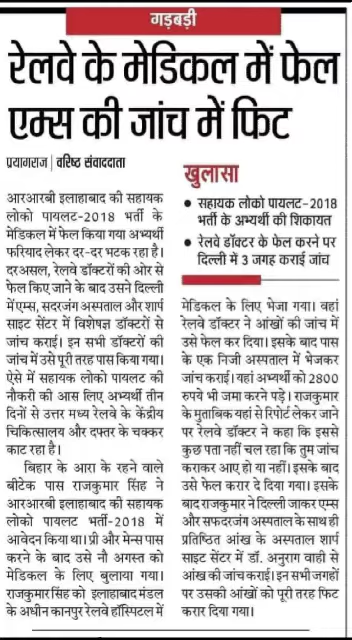 गड़बड़ी
रेलवे के मेडिकल में फेल
एम्स की जांच में फिट
प्रयागराज | वरिष्ठ संवाददाता
आरआरबी इलाहाबाद की सहायक
लोको पायलट-2018 भर्ती के
मेडिकल में फेल किया गया अभ्यर्थी
फरियाद लेकर दर-दर भटक रहा है।
दरअसल, रेलवे डॉक्टरों की ओर से
फेल किए जाने के बाद उसने दिल्ली
में एम्स, सदरजंग अस्पताल और शार्प
साइट सेंटर में विशेषज्ञ डॉक्टरों से
जांच कराई। इन सभी डॉक्टरों की
जांच में उसे पूरी तरह पास किया गया।
ऐसे में सहायक लोको पायलट की
नौकरी की आस लिए अभ्यर्थी तीन
दिनों से उत्तर मध्य रेलवे के केंद्रीय
चिकित्सालय और दफ्तर के चक्कर
काट रहा है।
बिहार के आरा के रहने वाले
बीटेक पास राजकुमार सिंह ने
आरआरबी इलाहाबाद की सहायक
लोको पायलट भर्ती-2018 में
आवेदन किया था। प्री और मेन्स पास
करने के बाद उसे नौ अगस्त को
मेडिकल के लिए बुलाया गया।
राजकुमार सिंह को इलाहाबाद मंडल
के अधीन कानपुर रेलवे हॉस्पिटल में
खुलासा
● सहायक लोको पायलट-2018
भर्ती के अभ्यर्थी की शिकायत
● रेलवे डॉक्टर के फेल करने पर
दिल्ली में 3 जगह कराई जांच
मेडिकल के लिए भेजा गया। वहां
रेलवे डॉक्टर ने आंखों की जांच में
उसे फेल कर दिया। इसके बाद पास
के एक निजी अस्पताल में भेजकर
जांच कराई। यहां अभ्यर्थी को 2800
रुपये भी जमा करने पड़े। राजकुमार
के मुताबिक यहां से रिपोर्ट लेकर जाने
पर रेलवे डॉक्टर ने कहा कि इससे
कुछ पता नहीं चल रहा कि तुम जांच
कराकर आए हो या नहीं। इसके बाद
उसे फेल करार दे दिया गया। इसके
बाद राजकुमार ने दिल्ली जाकर एम्स
और सफदरजंग अस्पताल के साथ ही
प्रतिष्ठित आंख के अस्पताल शार्प
साइट सेंटर में डॉ. अनुराग वाही से
आंख की जांच कराई। इन सभी जगहों
पर उसकी आंखों को पूरी तरह फिट
करार दिया गया।